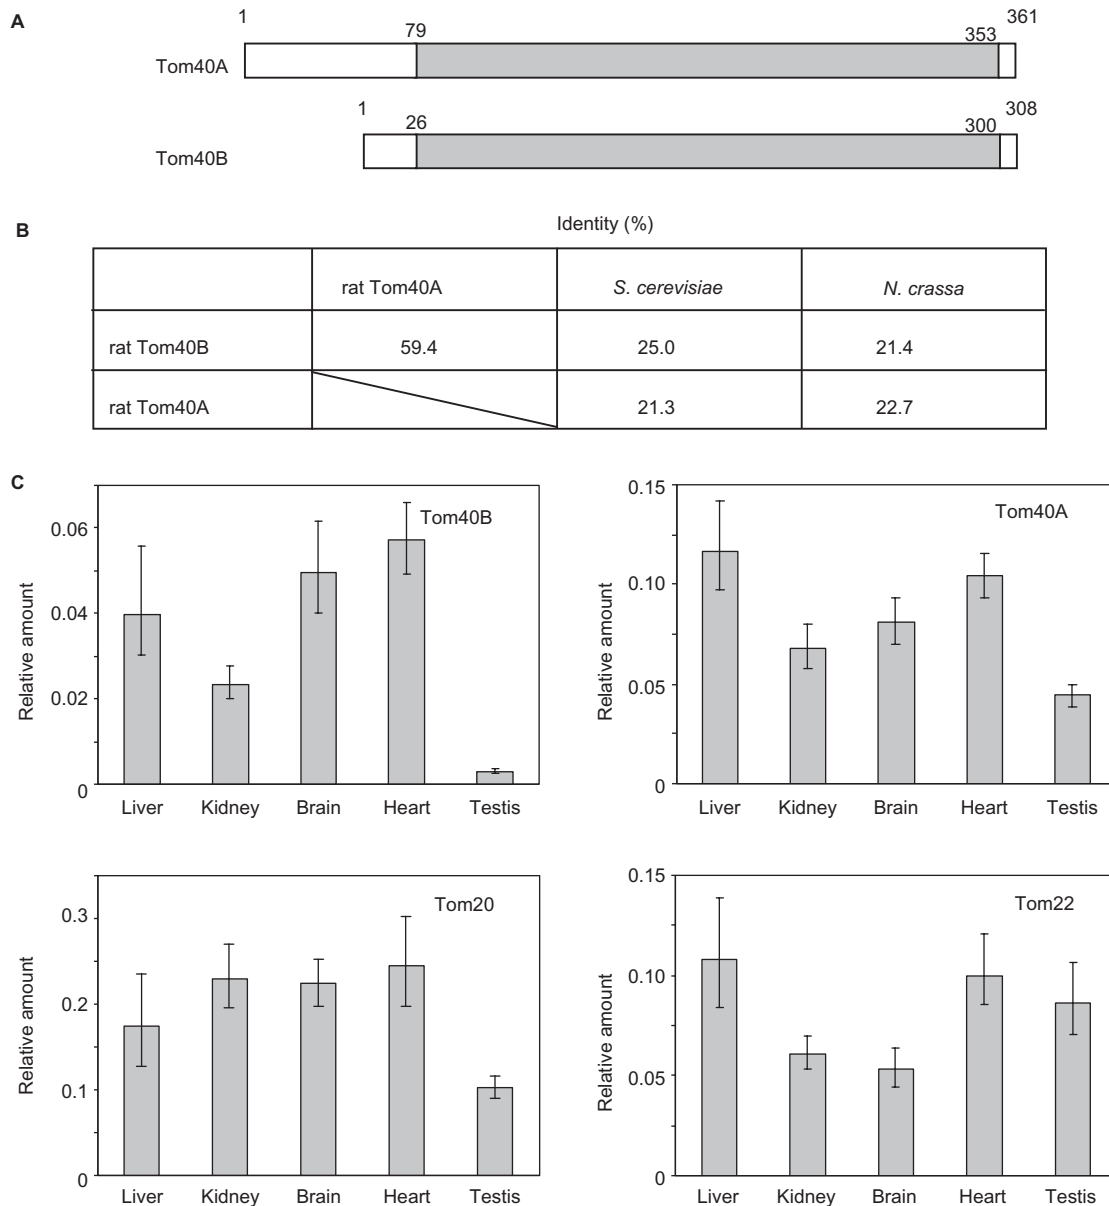 A
1
79
353
361
Tom40A
1
26
300
308
Tom40B
B
Identity (%)
rat Tom40A S. cerevisiae N. crassa
rat Tom40B 59.4 25.0 21.4
rat Tom40A 21.3 22.7
C
Tom40B
Relative amount
0.06
0.04
0.02
0
Liver Kidney Brain Heart Testis
Tom40A
Relative amount
0.15
0.10
0.05
0
Liver Kidney Brain Heart Testis
Tom20
Relative amount
0.3
0.2
0.1
0
Liver Kidney Brain Heart Testis
Tom22
Relative amount
0.15
0.10
0.05
0
Liver Kidney Brain Heart Testis